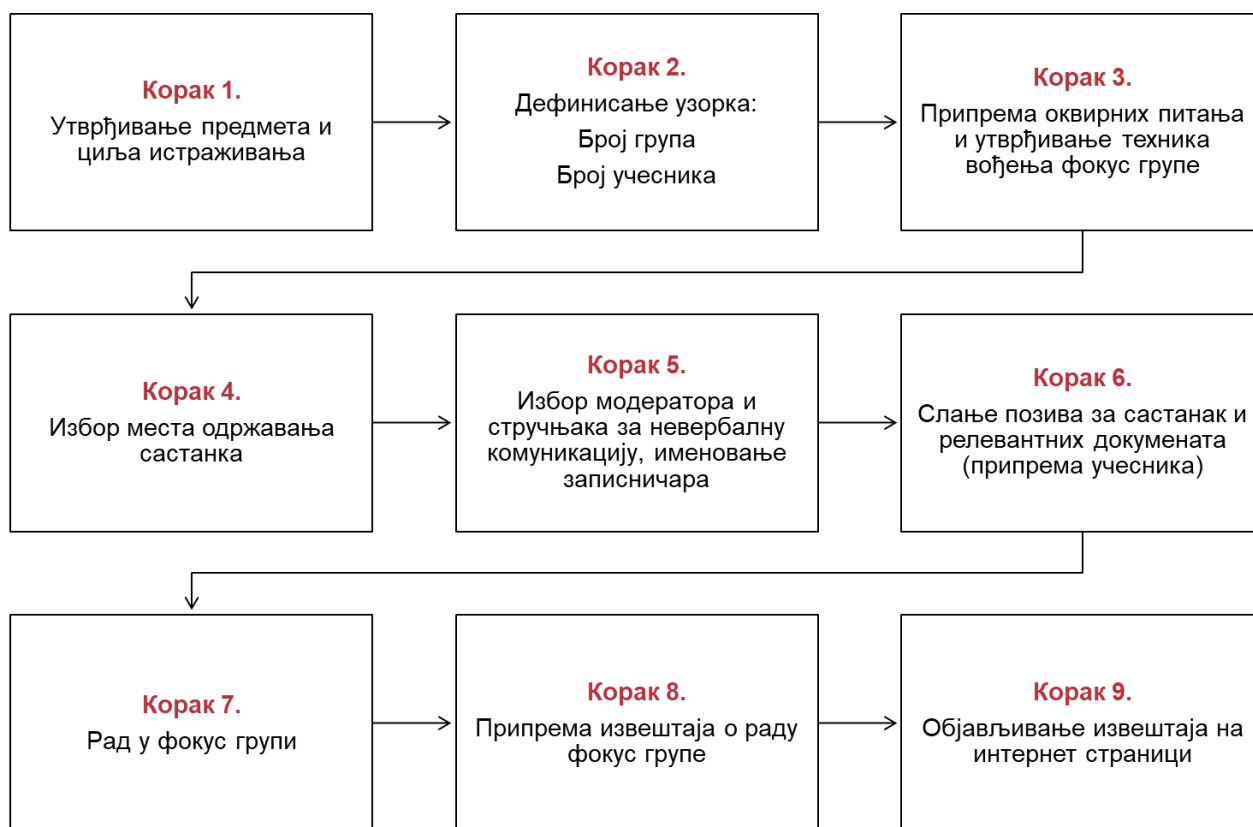 Корак 1.
Утврђивање предмета и
циља истраживања
Корак 2.
Дефинисање узорка:
Број група
Број учесника
Корак 3.
Припрема оквирних питања
и утврђивање техника
вођења фокус групе
Корак 4.
Избор места одржавања
састанка
Корак 5.
Избор модератора и
стручњака за невербалну
комуникацију, именовање
записничара
Корак 6.
Слање позива за састанак и
релевантних докумената
(припрема учесника)
Корак 7.
Рад у фокус групи
Корак 8.
Припрема извештаја о раду
фокус групе
Корак 9.
Објављивање извештаја на
интернет страници